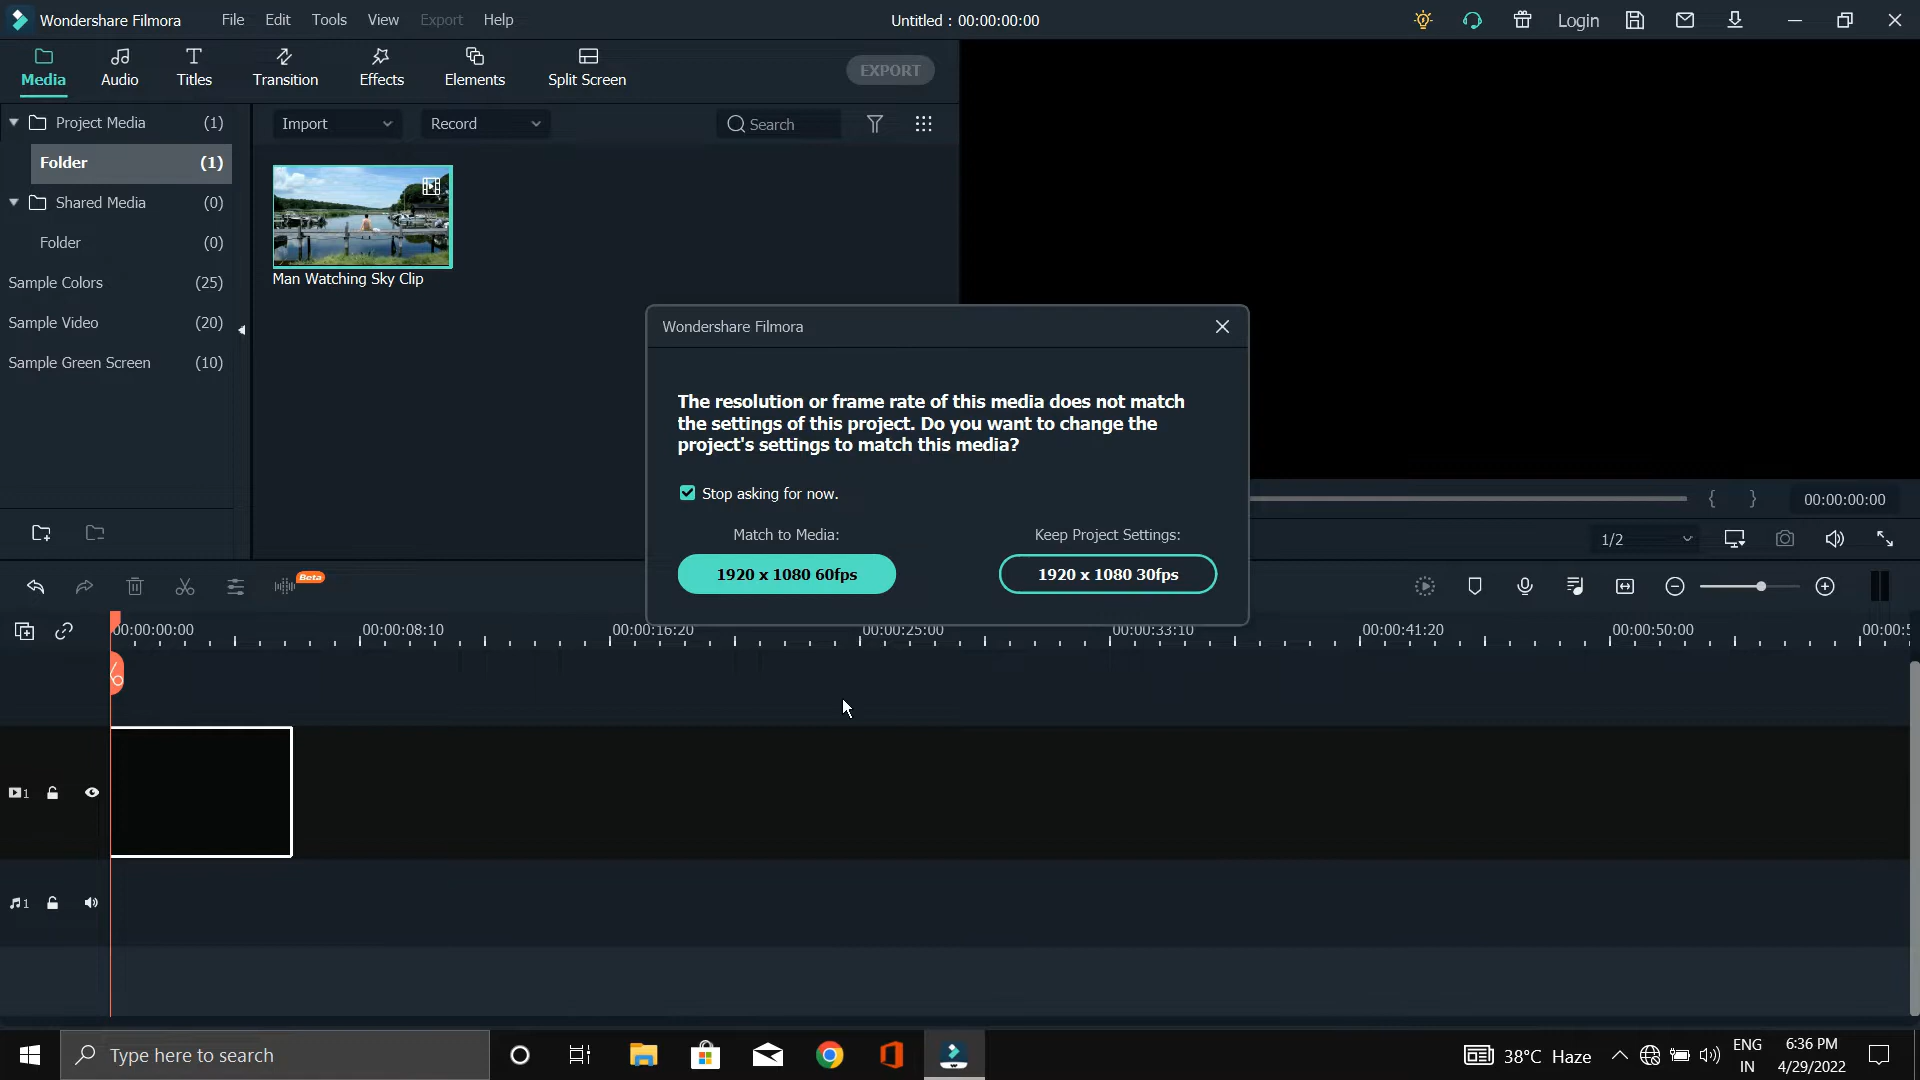 Wondershare Filmora
File Edit Tools View Export Help
Untitled : 00:00:00:00
Login
Media Audio Titles Transition Effects Elements Split Screen
EXPORT
Project Media (1)
Folder (1)
Shared Media (0)
Folder (0)
Sample Colors (25)
Sample Video (20)
Sample Green Screen (10)
Import Record Search
Man Watching Sky Clip
Wondershare Filmora
The resolution or frame rate of this media does not match
the settings of this project. Do you want to change the
project's settings to match this media?
Stop asking for now.
Match to Media: Keep Project Settings:
1920 x 1080 60fps 1920 x 1080 30fps
{ } 00:00:00:00
1/2
Beta
00:00:00:00 00:00:08:10 00:00:16:20 00:00:25:00 00:00:33:10 00:00:41:20 00:00:50:00 00:00:5
1
1
Type here to search
38°C Haze
ENG
IN
6:36 PM
4/29/2022